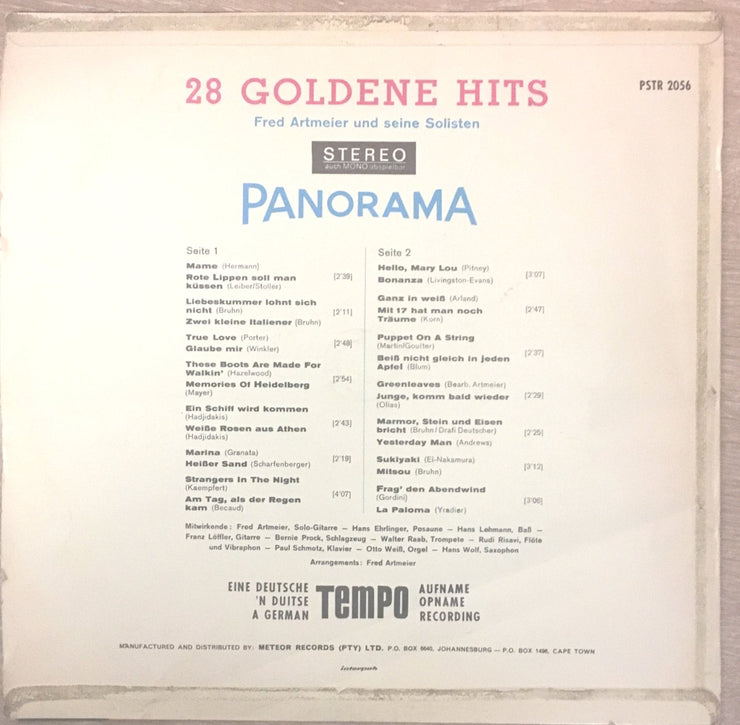 28 GOLDENE HITS
PSTR 2056
Fred Artmeier und seine Solisten
STEREO
auch MONO abspielbar
PANORAMA
Seite 1
Mame (Hermann)
Rote Lippen soll man
küssen (Leiber/Stoller)
[2'39]
Liebeskummer lohnt sich
nicht (Bruhn)
Zwei kleine Italiener (Bruhn)
[2'11]
True Love (Porter)
Glaube mir (Winkler)
[2'48]
These Boots Are Made For
Walkin' (Hazelwood)
Memories Of Heidelberg
(Mayer)
[2'54]
Ein Schiff wird kommen
(Hadjidakis)
Weiße Rosen aus Athen
(Hadjidakis)
[2'43]
Marina (Granata)
Heißer Sand (Scharfenberger)
[2'19]
Strangers In The Night
(Kaempfert)
Am Tag, als der Regen
kam (Becaud)
[4'07]
Seite 2
Hello, Mary Lou (Pitney)
Bonanza (Livingston-Evans)
[3'07]
Ganz in weiß (Arland)
Mit 17 hat man noch
Träume (Korn)
[2'47]
Puppet On A String
(Martin/Coulter)
Beiß nicht gleich in jeden
Apfel (Blum)
[2'37]
Greenleaves (Bearb. Artmeier)
Junge, komm bald wieder
(Olias)
[2'29]
Marmor, Stein und Eisen
bricht (Bruhn/Drafi Deutscher)
Yesterday Man (Andrews)
[2'25]
Sukiyaki (Ei-Nakamura)
Mitsou (Bruhn)
[3'12]
Frag' den Abendwind
(Gordini)
La Paloma (Yradier)
[3'06]
Mitwirkende: Fred Artmeier, Solo-Gitarre — Hans Ehrlinger, Posaune — Hans Lehmann, Baß —
Franz Löffler, Gitarre — Bernie Prock, Schlagzeug — Walter Raab, Trompete — Rudi Risavi, Flöte
und Vibraphon — Paul Schmotz, Klavier — Otto Weiß, Orgel — Hans Wolf, Saxophon
Arrangements: Fred Artmeier
EINE DEUTSCHE
'N DUITSE
A GERMAN
TEMPO
AUFNAME
OPNAME
RECORDING
MANUFACTURED AND DISTRIBUTED BY: METEOR RECORDS (PTY) LTD. P.O. BOX 6640, JOHANNESBURG — P.O. BOX 1498, CAPE TOWN
interpak